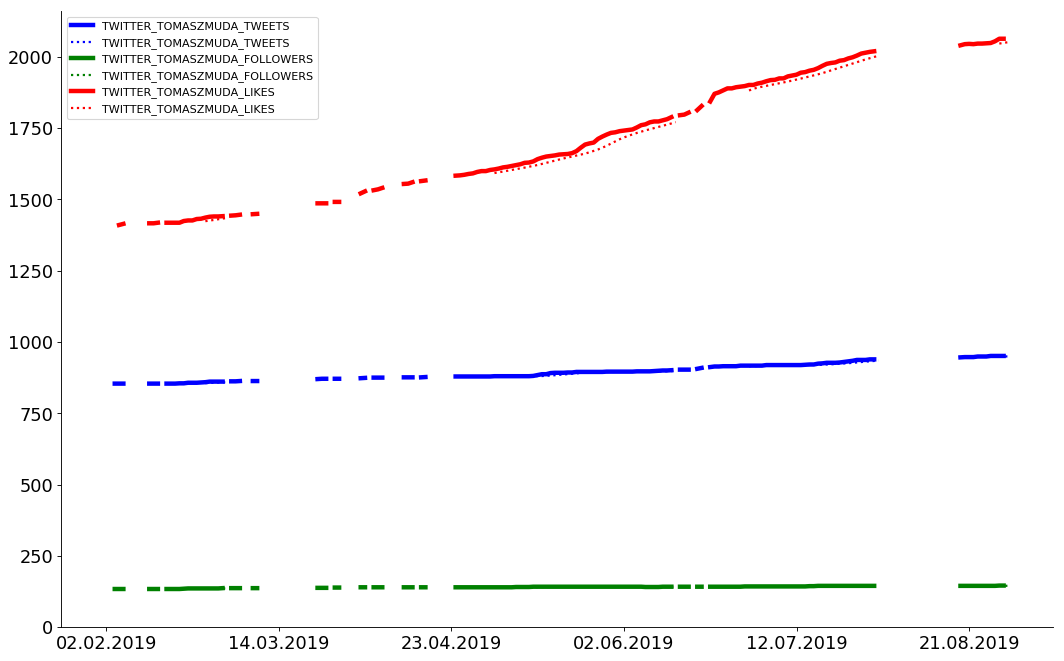 TWITTER_TOMASZMUDA_TWEETS
TWITTER_TOMASZMUDA_TWEETS
TWITTER_TOMASZMUDA_FOLLOWERS
TWITTER_TOMASZMUDA_FOLLOWERS
TWITTER_TOMASZMUDA_LIKES
TWITTER_TOMASZMUDA_LIKES
2000
1750
1500
1250
1000
750
500
250
0
02.02.2019 14.03.2019 23.04.2019 02.06.2019 12.07.2019 21.08.2019